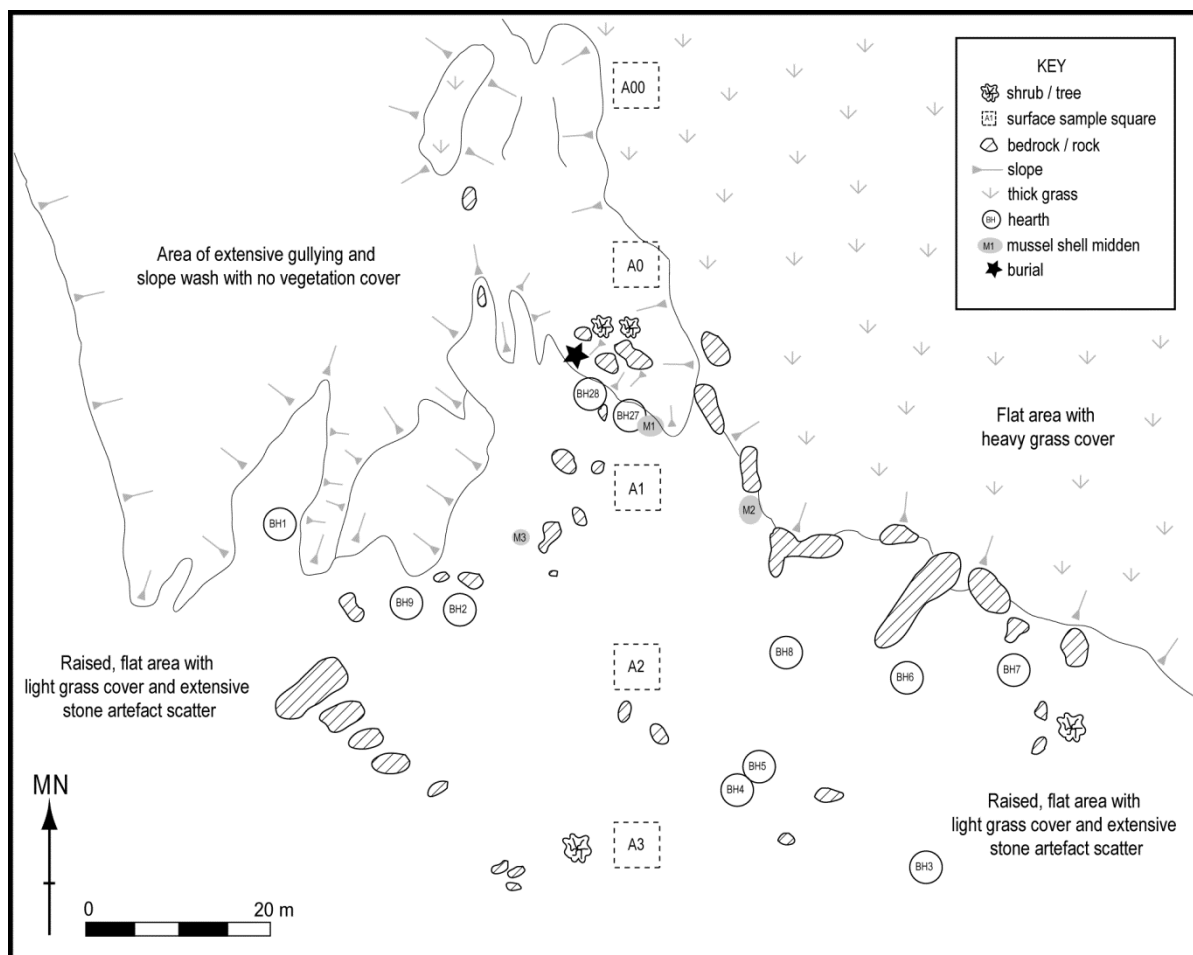 A00
KEY
shrub / tree
A1
surface sample square
bedrock / rock
slope
thick grass
BH
hearth
M1
mussel shell midden
burial
Area of extensive gullying and
slope wash with no vegetation cover
A0
BH28
BH27
M1
Flat area with
heavy grass cover
A1
M2
BH1
M3
BH9
BH2
BH8
A2
BH6
BH7
Raised, flat area with
light grass cover and extensive
stone artefact scatter
BH5
BH4
MN
Raised, flat area with
light grass cover and extensive
stone artefact scatter
A3
BH3
0
20 m